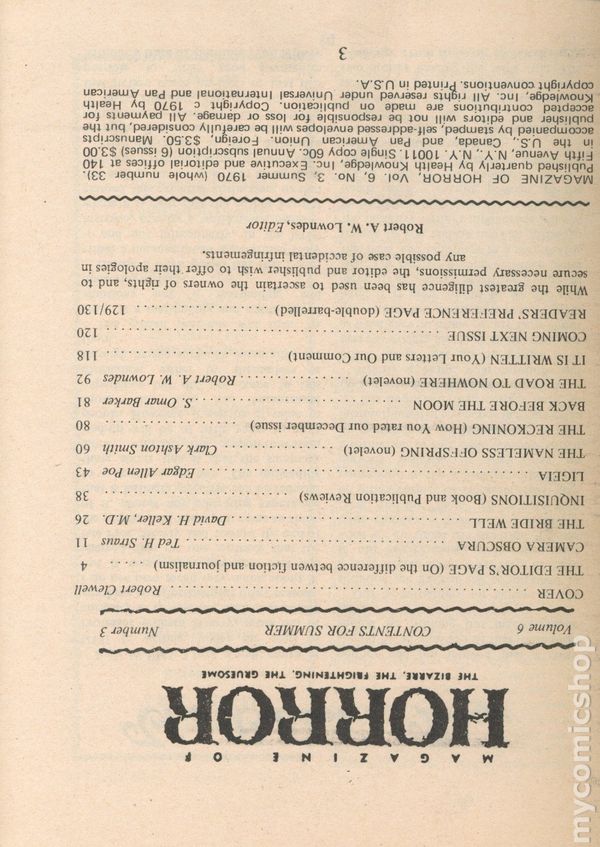 MAGAZINE OF
HORROR
THE BIZARRE, THE FRIGHTENING, THE GRUESOME
Volume 6 CONTENTS FOR SUMMER Number 3
COVER . . . . . . . . . . . . . . . . . . . . . . . . . . . . . . . . . . . . Robert Clewell
THE EDITOR'S PAGE (On the difference betwen fiction and journalism) . . . . . 4
CAMERA OBSCURA . . . . . . . . . . . . . . . . . . . . . . . . . Ted H. Straus 11
THE BRIDE WELL . . . . . . . . . . . . . . . . . . . . . David H. Keller, M.D. 26
INQUISITIONS (Book and Publication Reviews) . . . . . . . . . . . . . . . . . . 38
LIGEIA . . . . . . . . . . . . . . . . . . . . . . . . . . . . . . . . Edgar Allen Poe 43
THE NAMELESS OFFSPRING (novelet) . . . . . . . . . . Clark Ashton Smith 60
THE RECKONING (How You rated our December issue) . . . . . . . . . . . . . 80
BACK BEFORE THE MOON . . . . . . . . . . . . . . . . . . . S. Omar Barker 81
THE ROAD TO NOWHERE (novelet) . . . . . . . . . . Robert A. W. Lowndes 92
IT IS WRITTEN (Your Letters and Our Comment) . . . . . . . . . . . . . . . 118
COMING NEXT ISSUE . . . . . . . . . . . . . . . . . . . . . . . . . . . . . . . . 120
READERS' PREFERENCE PAGE (double-barrelled) . . . . . . . . . . . . 129/130
While the greatest diligence has been used to ascertain the owners of rights, and to
secure necessary permissions, the editor and publisher wish to offer their apologies in
any possible case of accidental infringements.
Robert A. W. Lowndes, Editor
MAGAZINE OF HORROR, Vol. 6, No. 3, Summer 1970 (whole number 33).
Published quarterly by Health Knowledge, Inc. Executive and editorial offices at 140
Fifth Avenue, N.Y., N.Y. 10011. Single copy 60c. Annual subscription (6 issues) $3.00
in the U.S., Canada, and Pan American Union. Foreign, $3.50. Manuscripts
accompanied by stamped, self-addressed envelopes will be carefully considered, but the
publisher and editors will not be responsible for loss or damage. All payments for
accepted contributions are made on publication. Copyright c 1970 by Health
Knowledge, Inc. All rights reserved under Universal International and Pan American
copyright conventions. Printed in U.S.A.
3
mycomicshop